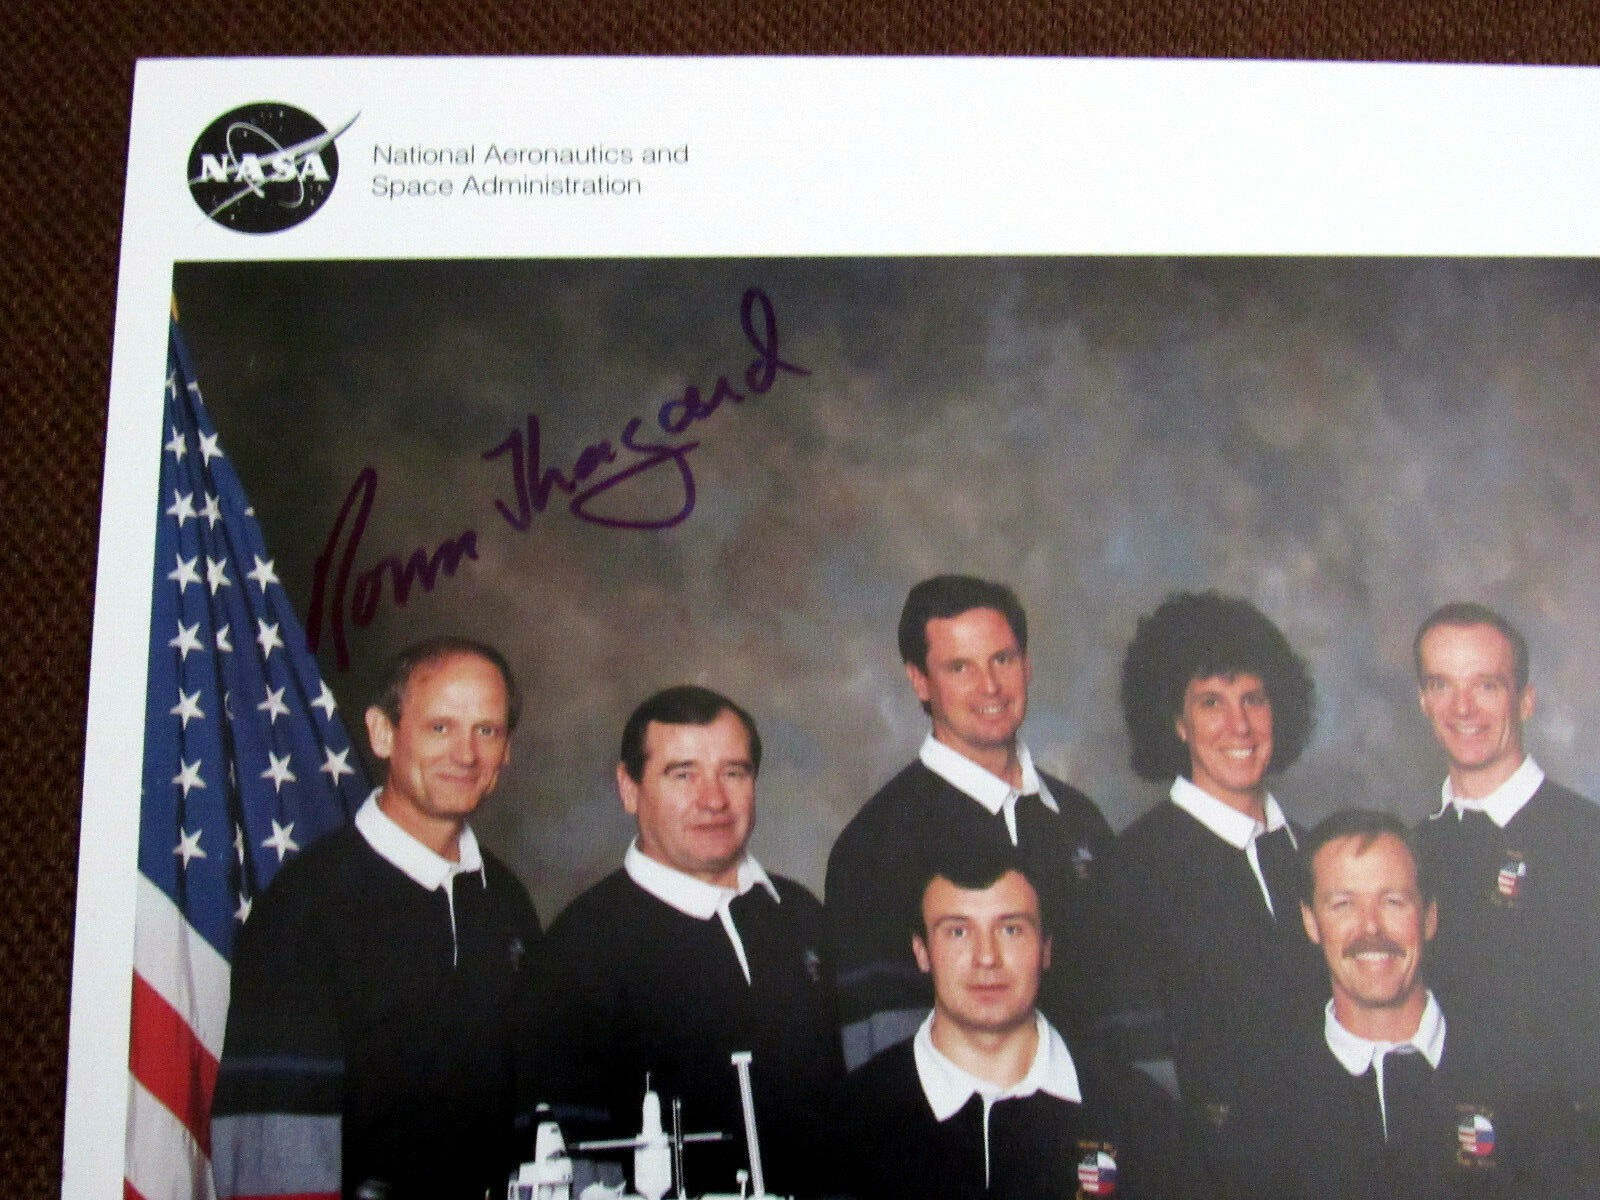 NASA
National Aeronautics and
Space Administration
Norm Thagard